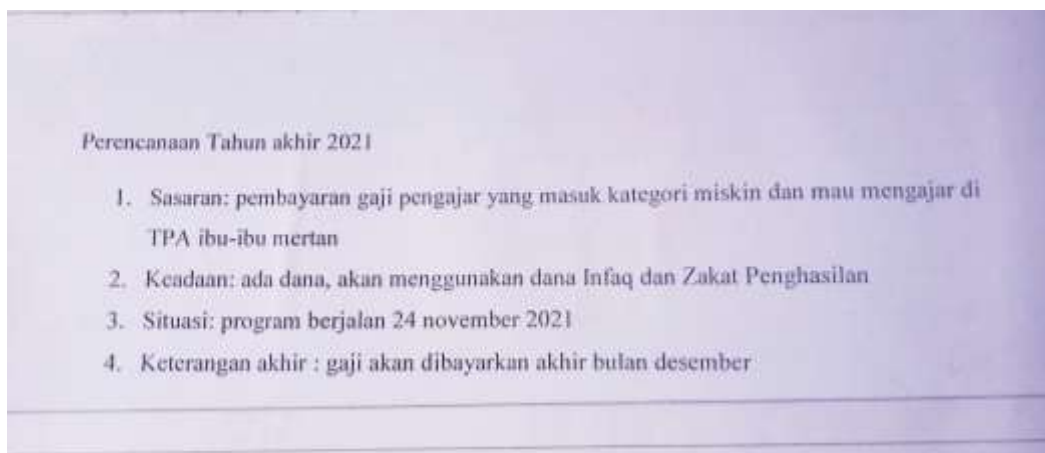 Perencanaan Tahun akhir 2021
1. Sasaran: pembayaran gaji pengajar yang masuk kategori miskin dan mau mengajar di
TPA ibu-ibu mertan
2. Keadaan: ada dana, akan menggunakan dana Infaq dan Zakat Penghasilan
3. Situasi: program berjalan 24 november 2021
4. Keterangan akhir : gaji akan dibayarkan akhir bulan desember